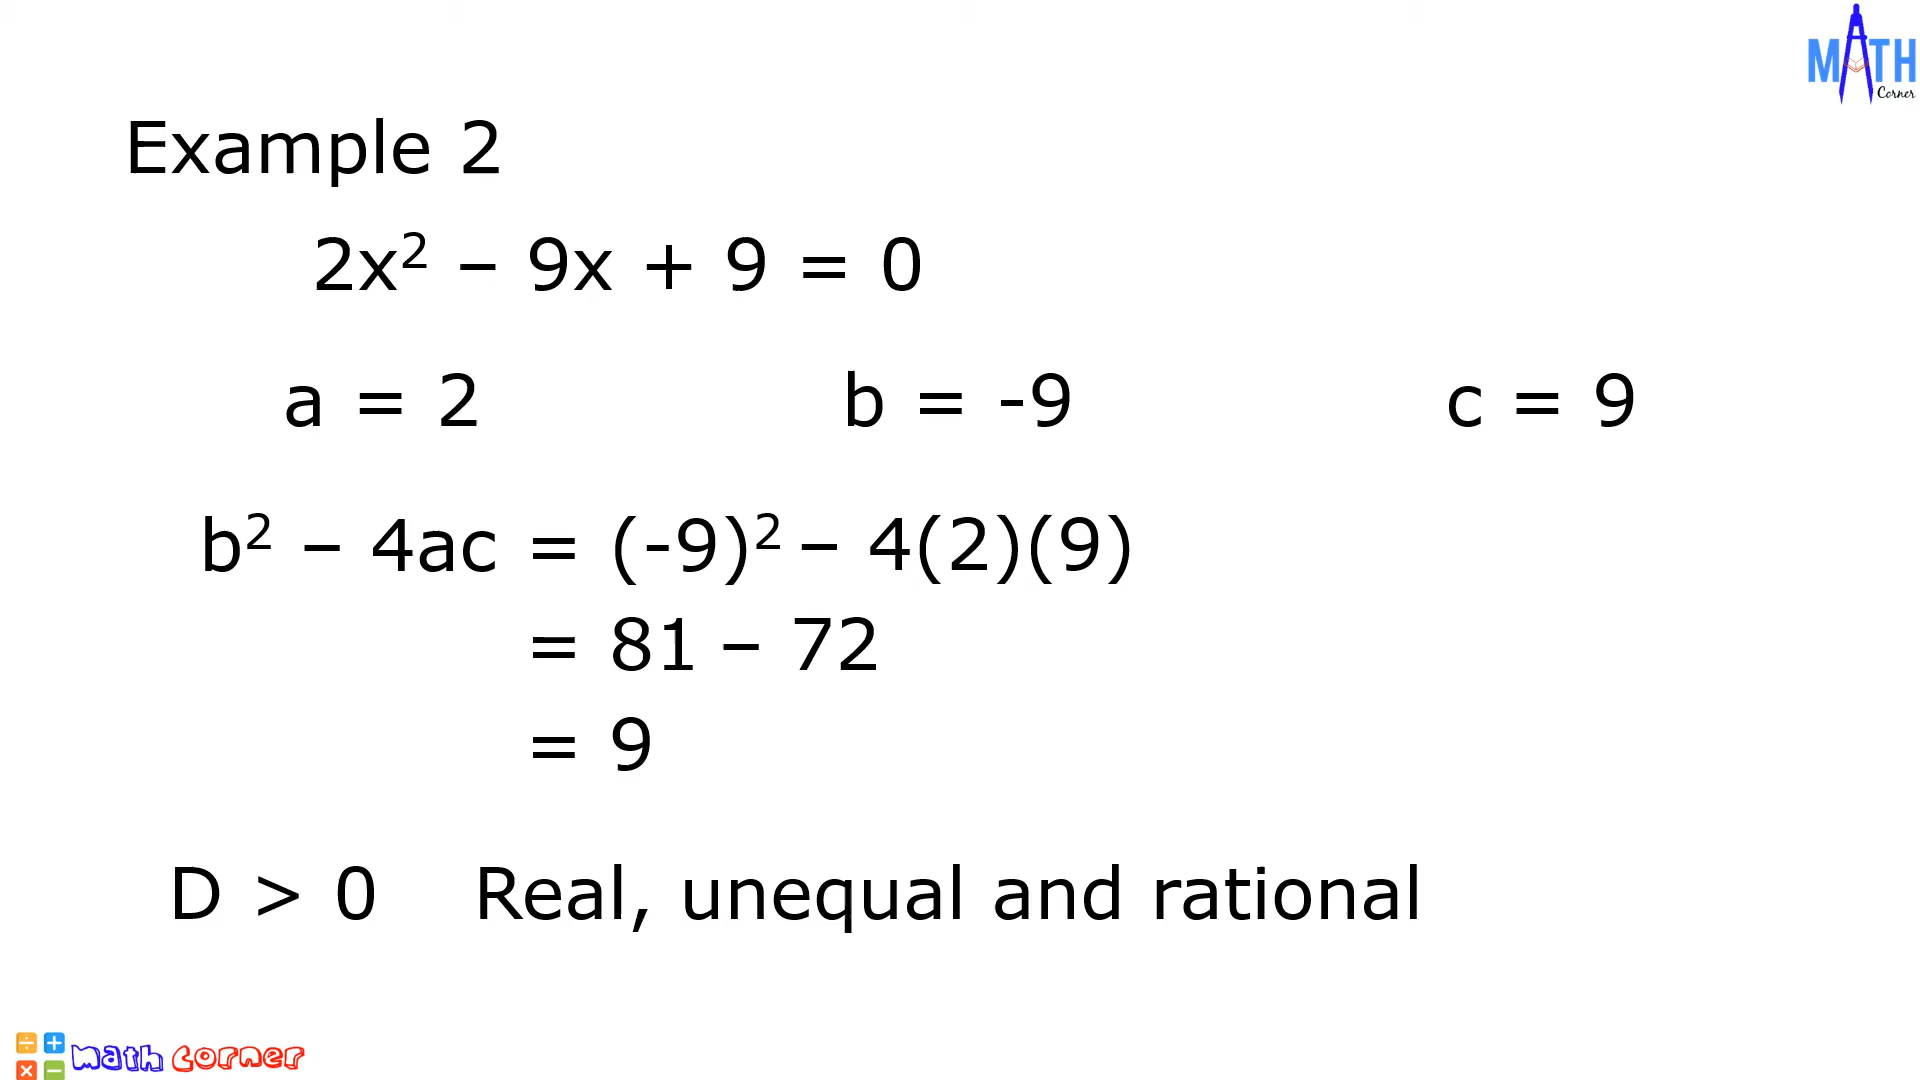 MATH
Corner
Example 2
2x² – 9x + 9 = 0
a = 2 b = -9 c = 9
b² – 4ac = (-9)² – 4(2)(9)
= 81 – 72
= 9
D > 0 Real, unequal and rational
÷ + math corner
× −